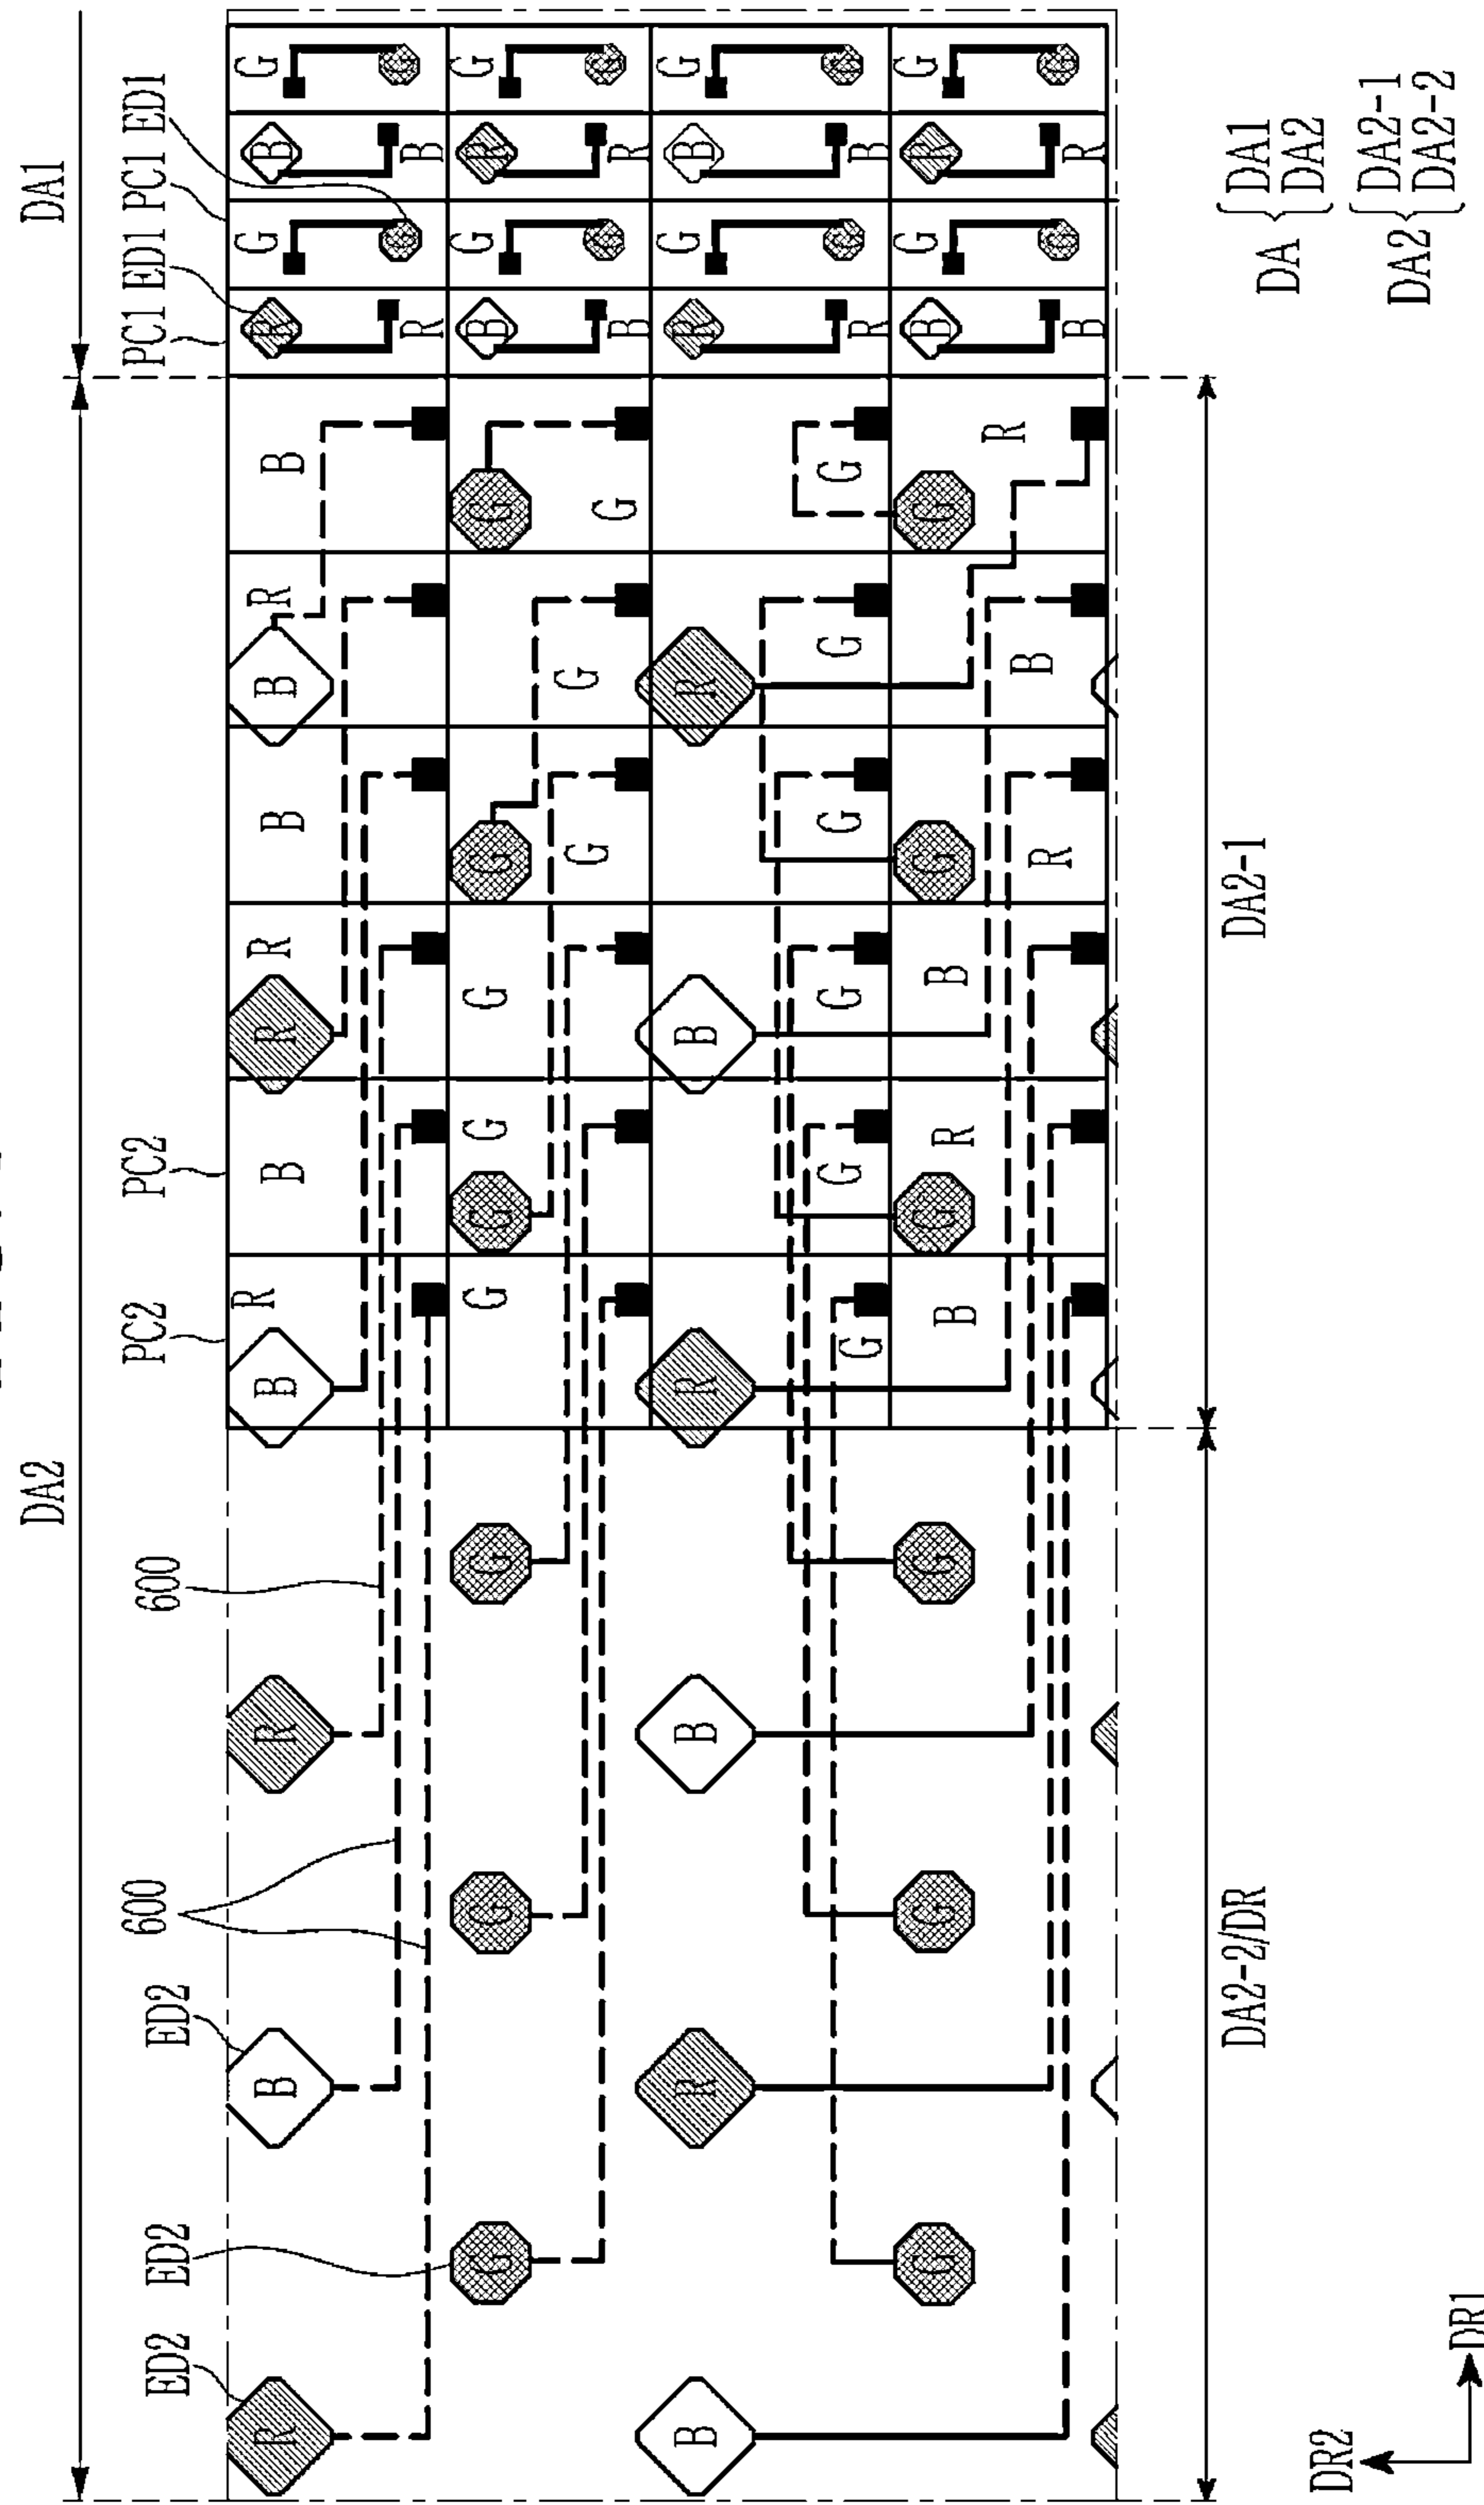 DA2 DA1
ED2 ED2 ED2 600 600 PC2 PC2 PC1 ED1 PC1 ED1
R B R B R B R R B B R B R G B G
R G B G
G G G G G G G G G B G R G
G G G B G R G
B R B R B R R G B G
G G G G G G R G B G
G G G B G R B G G B G R G
R B R B G R G
DA2-2/DR DA2-1
DA { DA1
DA2
DA2 { DA2-1
DA2-2
DR2
DR1